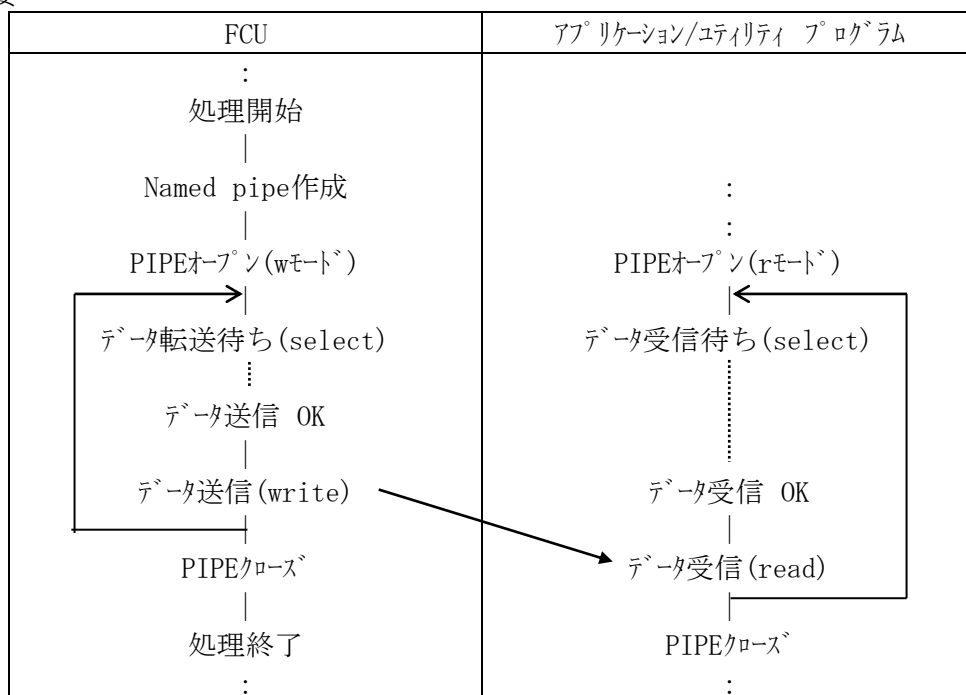 FCU
アプリケーション/ユティリティ プログラム
:
処理開始
Named pipe作成
:
:
PIPEオープン(wモード)
PIPEオープン(rモード)
データ転送待ち(select)
データ受信待ち(select)
データ送信 OK
データ送信(write)
データ受信 OK
PIPEクローズ
データ受信(read)
処理終了
PIPEクローズ
:
: